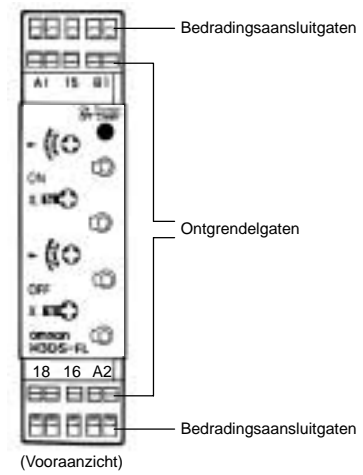 Bedradingsaansluitgaten
A1 15 B1
ON
Ontgrendelgaten
OFF
omron
H3DS-FL
18 16 A2
Bedradingsaansluitgaten
(Vooraanzicht)